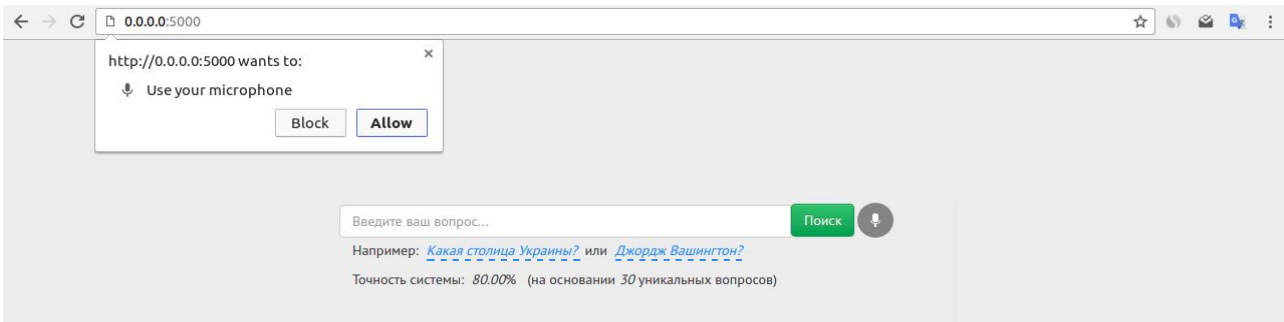 0.0.0.0:5000
http://0.0.0.0:5000 wants to:
Use your microphone
Block Allow
Введите ваш вопрос...
Поиск
Например: Какая столица Украины? или Джордж Вашингтон?
Точность системы: 80.00% (на основании 30 уникальных вопросов)